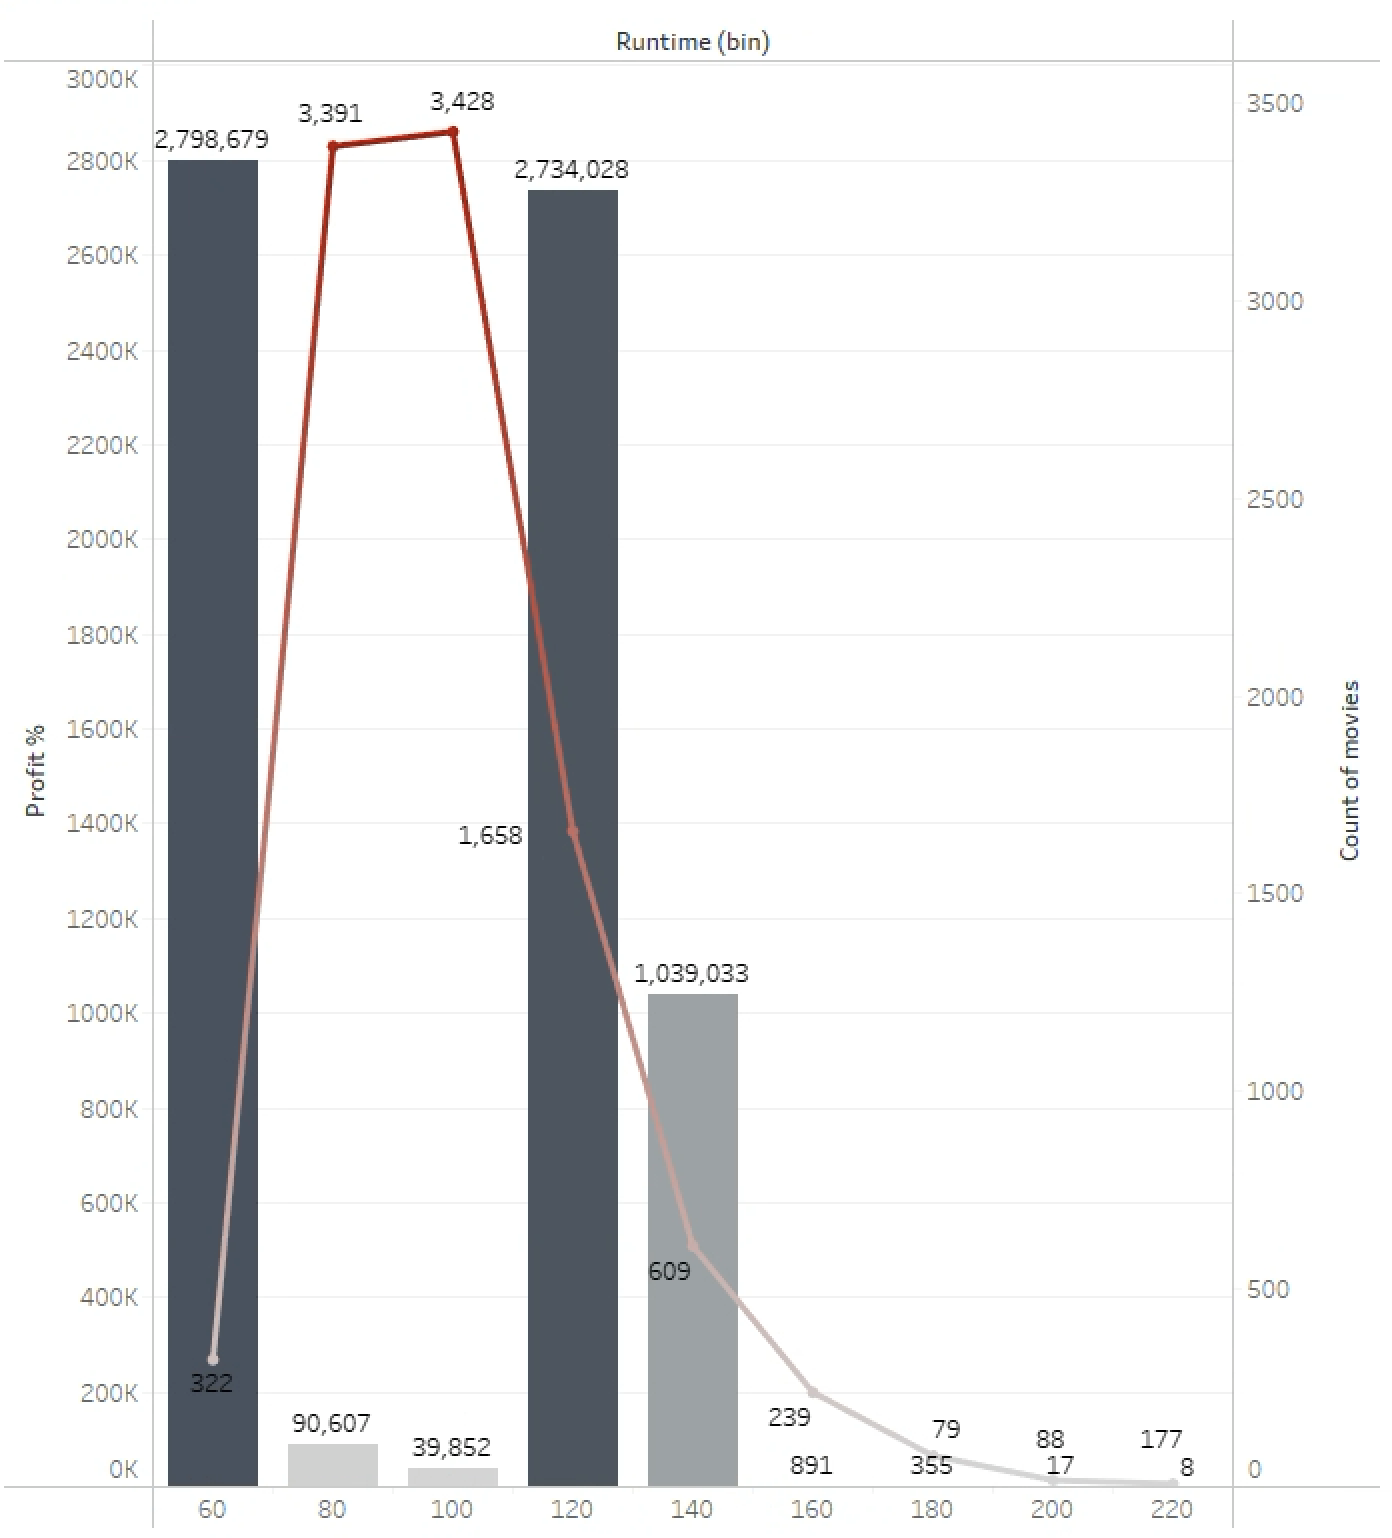 Runtime (bin)
3000K
2800K
2600K
2400K
2200K
2000K
1800K
1600K
1400K
1200K
1000K
800K
600K
400K
200K
0K
Profit %
2,798,679
3,391
3,428
2,734,028
1,658
1,039,033
609
322
90,607
39,852
239
891
79
355
88
17
177
8
3500
3000
2500
2000
1500
1000
500
0
Count of movies
60 80 100 120 140 160 180 200 220